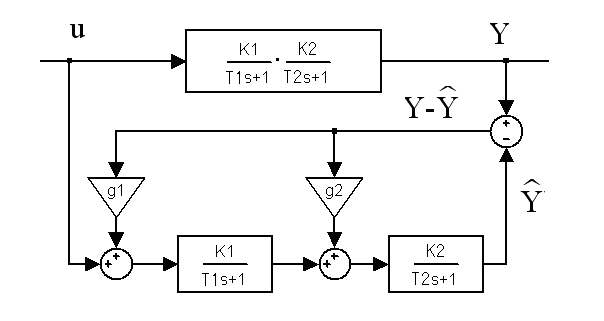 u
Y
K1 K2
T1s+1 · T2s+1
Y-Ŷ
+
-
g1
g2
Ŷ
+
+
K1
T1s+1
+
+
K2
T2s+1